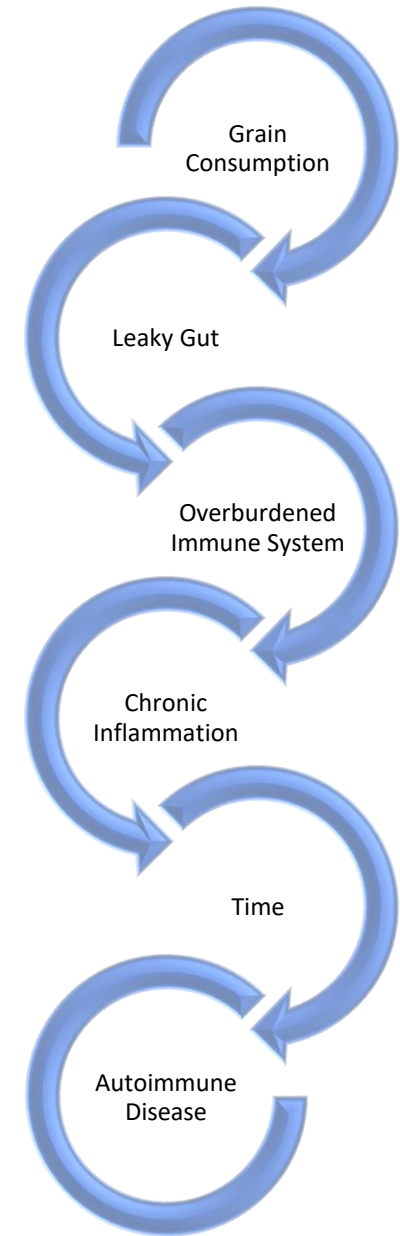 Grain
Consumption
Leaky Gut
Overburdened
Immune System
Chronic
Inflammation
Time
Autoimmune
Disease